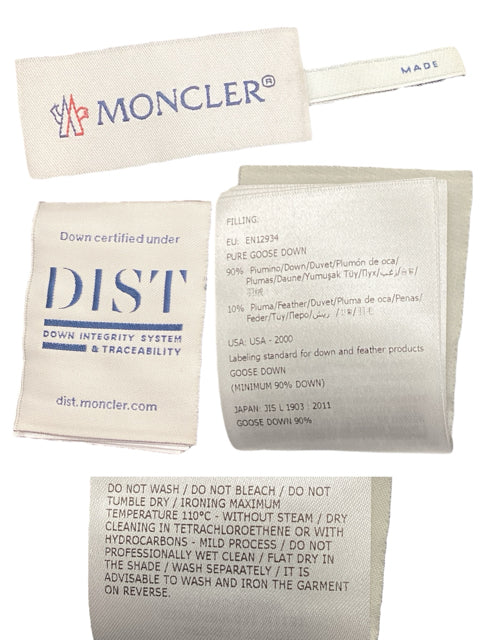 MONCLER®
MADE
Down certified under
DIST
DOWN INTEGRITY SYSTEM
& TRACEABILITY
dist.moncler.com
FILLING:
EU: EN12934
PURE GOOSE DOWN
90% Piumino/Down/Duvet/Plumón de oca/
Plumas/Daune/Yumuşak Tüy/Пух/زغب/
10% Piuma/Feather/Duvet/Pluma de oca/Penas/
Feder/Tuy/Перо/ريش/
USA: USA - 2000
Labeling standard for down and feather products
GOOSE DOWN
(MINIMUM 90% DOWN)
JAPAN: JIS L 1903 : 2011
GOOSE DOWN 90%
DO NOT WASH / DO NOT BLEACH / DO NOT
TUMBLE DRY / IRONING MAXIMUM
TEMPERATURE 110°C - WITHOUT STEAM / DRY
CLEANING IN TETRACHLOROETHENE OR WITH
HYDROCARBONS - MILD PROCESS / DO NOT
PROFESSIONALLY WET CLEAN / FLAT DRY IN
THE SHADE / WASH SEPARATELY / IT IS
ADVISABLE TO WASH AND IRON THE GARMENT
ON REVERSE.